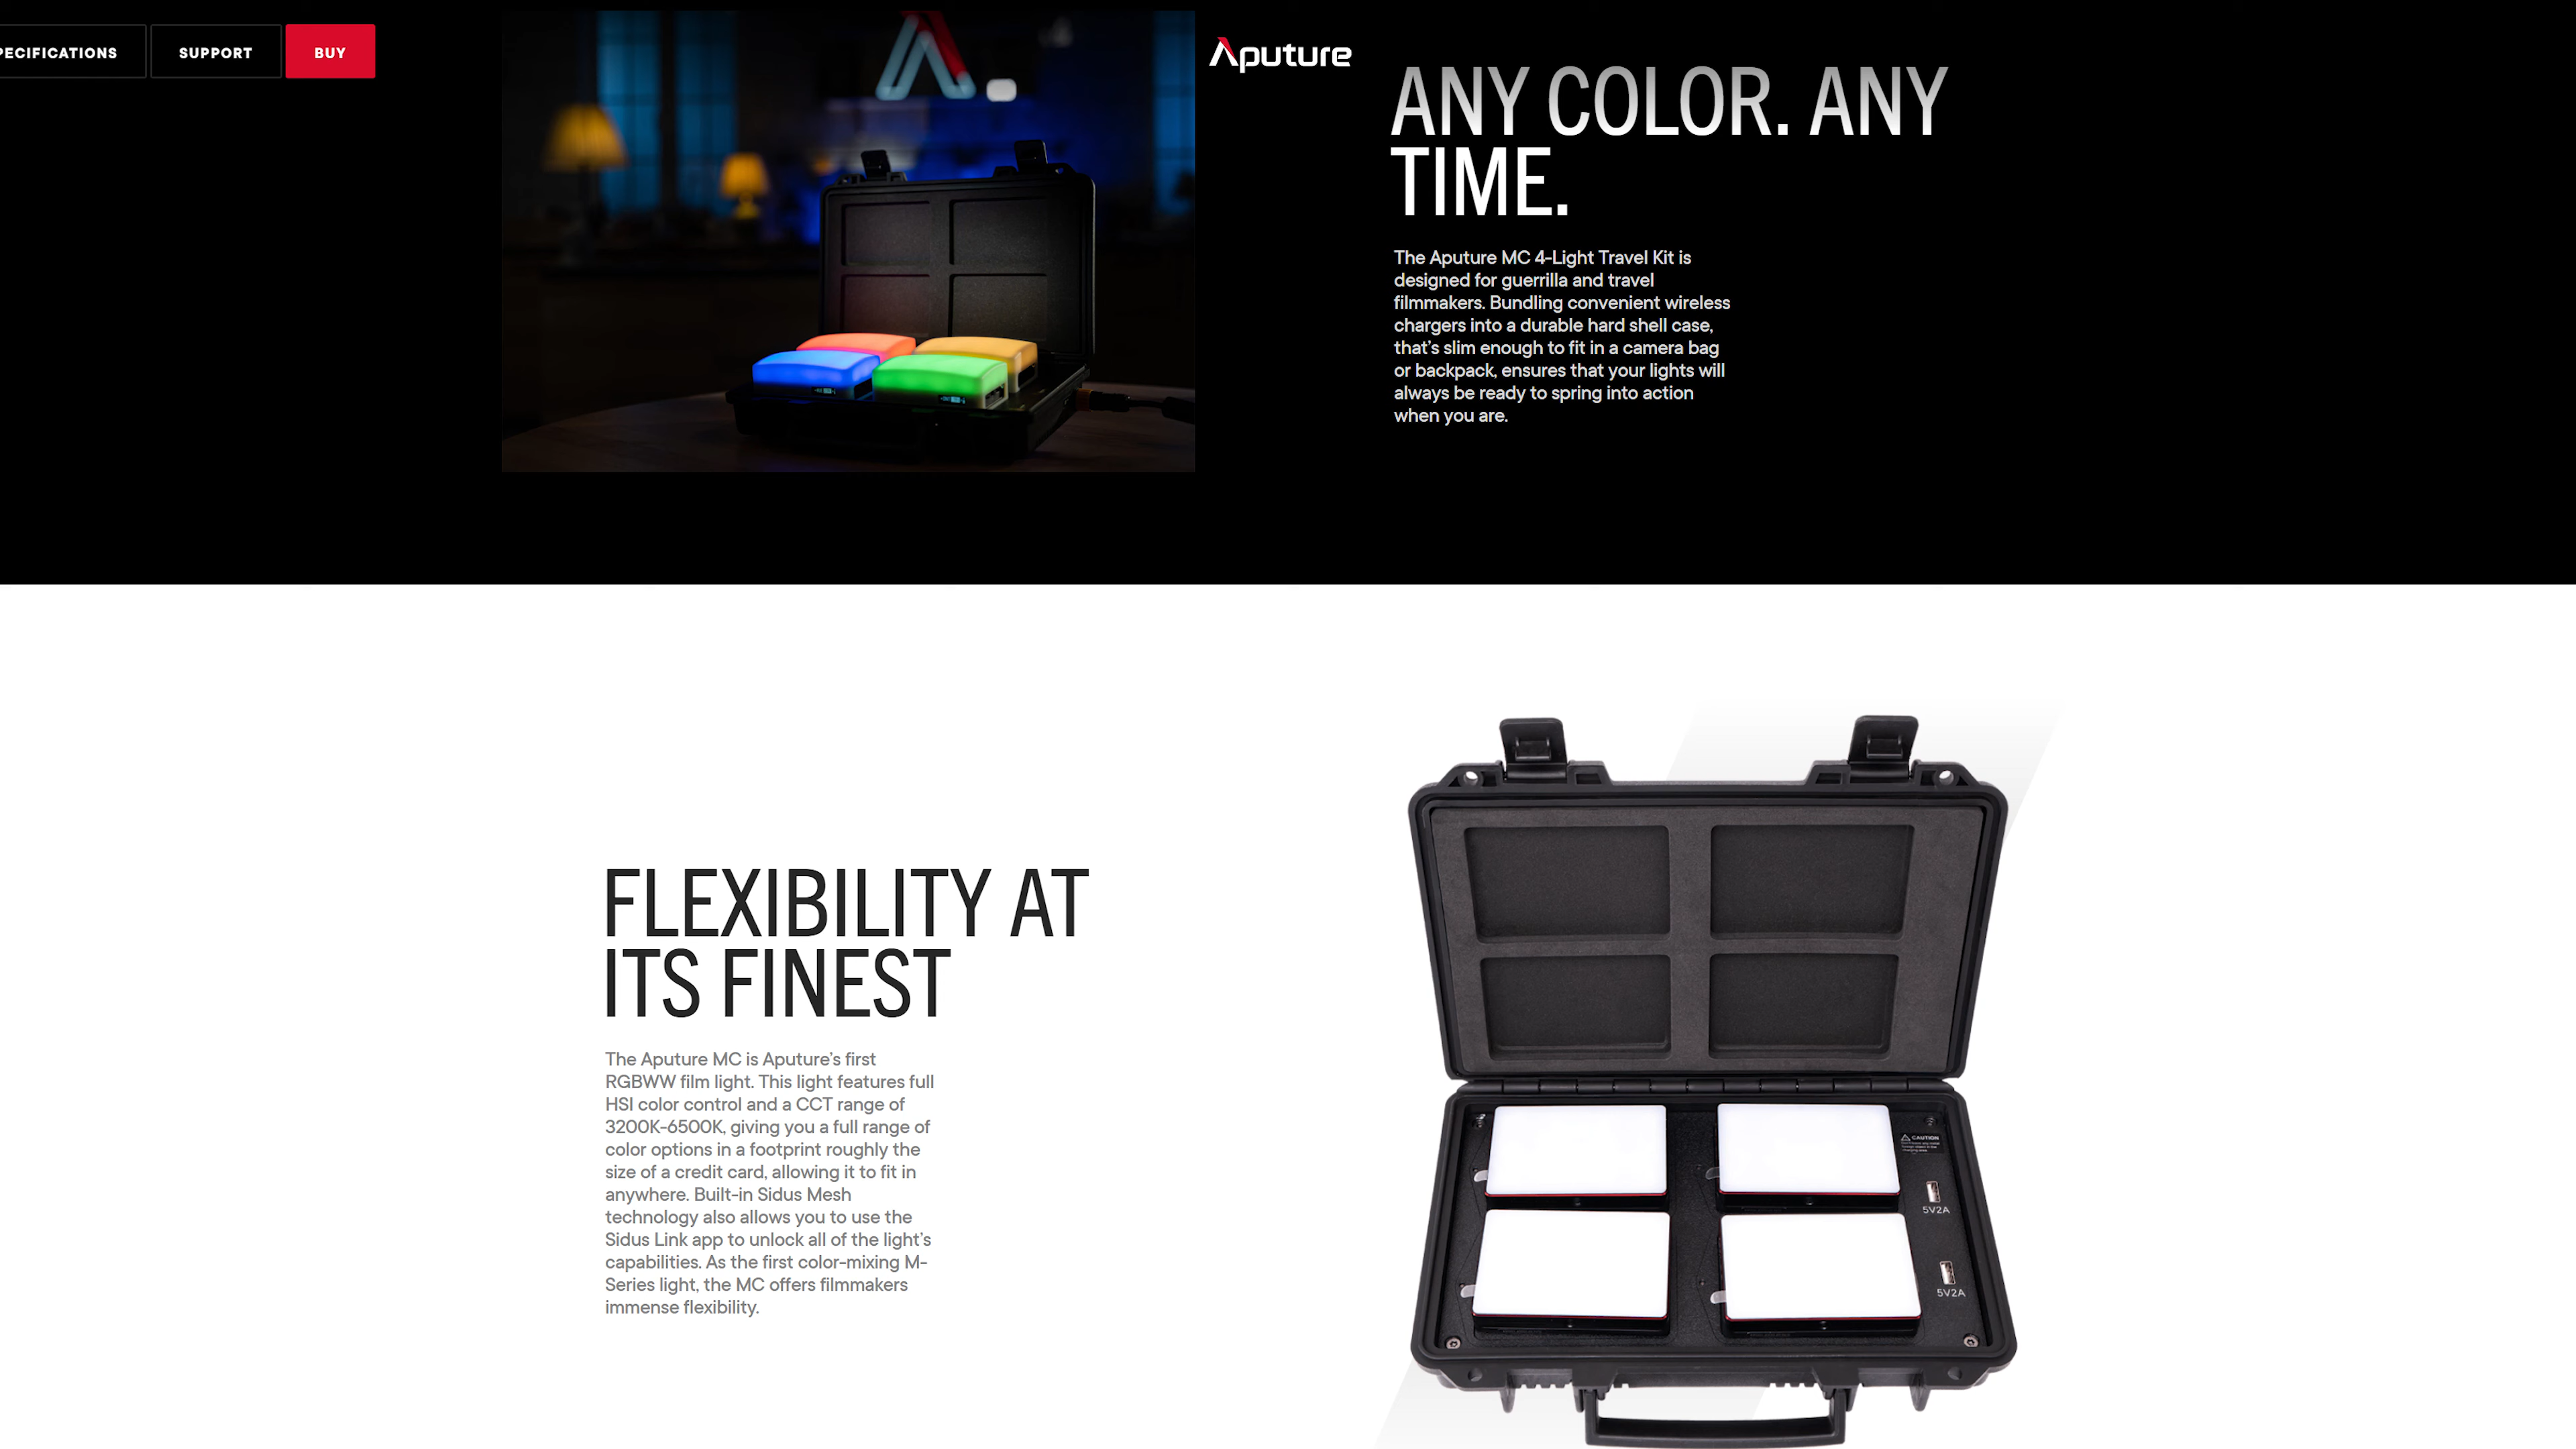 PECIFICATIONS
SUPPORT
BUY
Aputure
ANY COLOR. ANY
TIME.
The Aputure MC 4-Light Travel Kit is
designed for guerrilla and travel
filmmakers. Bundling convenient wireless
chargers into a durable hard shell case,
that's slim enough to fit in a camera bag
or backpack, ensures that your lights will
always be ready to spring into action
when you are.
FLEXIBILITY AT
ITS FINEST
The Aputure MC is Aputure's first
RGBWW film light. This light features full
HSI color control and a CCT range of
3200K-6500K, giving you a full range of
color options in a footprint roughly the
size of a credit card, allowing it to fit in
anywhere. Built-in Sidus Mesh
technology also allows you to use the
Sidus Link app to unlock all of the light's
capabilities. As the first color-mixing M-
Series light, the MC offers filmmakers
immense flexibility.
CAUTION
5V2A
5V2A